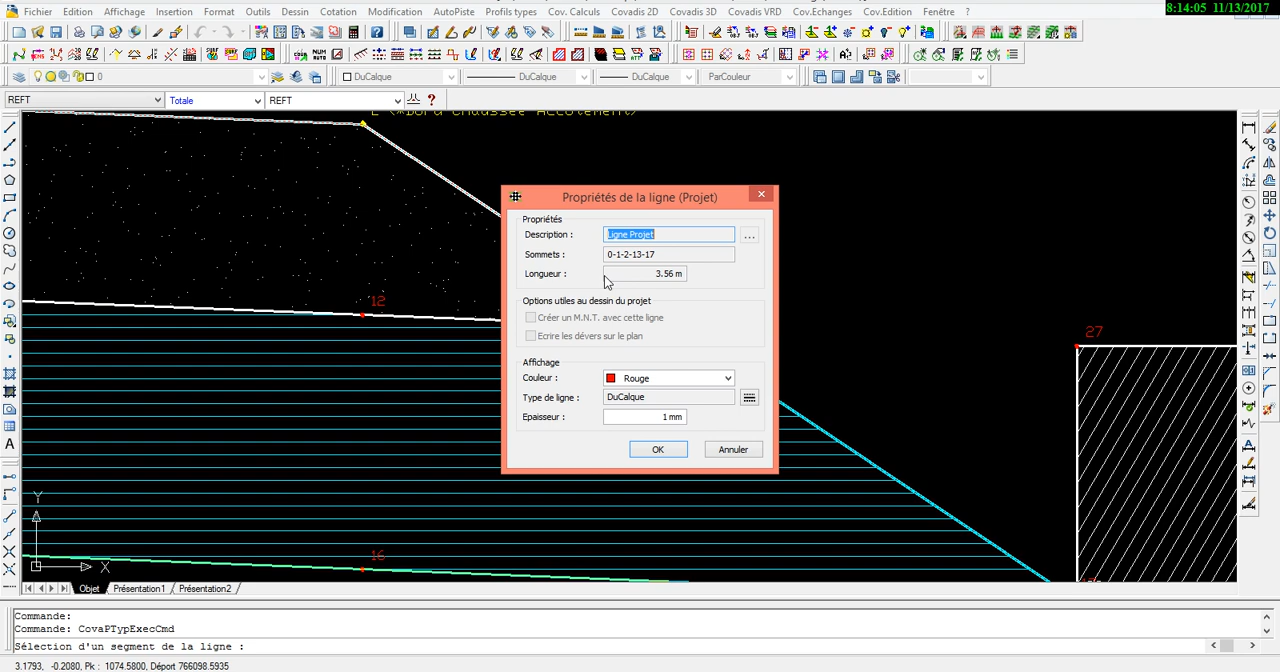 8:14:05 11/13/2017
Fichier Edition Affichage Insertion Format Outils Dessin Cotation Modification AutoPiste Profils types Cov. Calculs Covadis 2D Covadis 3D Cov. VRD Cov.Echanges Cov.Edition Fenêtre ?
0 DuCalque DuCalque DuCalque ParCouleur
REFT Totale REFT
12
16
27
Propriétés de la ligne (Projet)
Propriétés
Description : Ligne Projet ...
Sommets : 0-1-2-13-17
Longueur : 3.56 m
Options utiles au dessin du projet
Créer un M.N.T. avec cette ligne
Ecrire les dévers sur le plan
Affichage
Couleur : Rouge
Type de ligne : DuCalque
Epaisseur : 1 mm
OK Annuler
Y
X
Objet Présentation1 Présentation2
Commande:
Commande: CovaPTypExecCmd
Sélection d'un segment de la ligne :
3.1793, -0.2080, Pk : 1074.5800, Déport 766098.5935